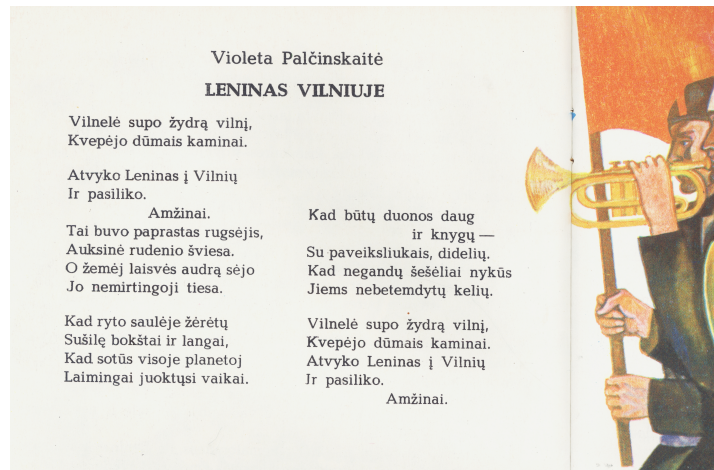 Violeta Palčinskaitė
LENINAS VILNIUJE
Vilnelė supo žydrą vilnį,
Kvepėjo dūmais kaminai.
Atvyko Leninas į Vilnių
Ir pasiliko.
Amžinai.
Tai buvo paprastas rugsėjis,
Auksinė rudenio šviesa.
O žemėj laisvės audrą sėjo
Jo nemirtingoji tiesa.
Kad ryto saulėje žėrėtų
Sušilę bokštai ir langai,
Kad sotūs visoje planetoj
Laimingai juoktųsi vaikai.
Kad būtų duonos daug
ir knygų —
Su paveiksliukais, didelių.
Kad negandų šešėliai nykūs
Jiems nebetemdytų kelių.
Vilnelė supo žydrą vilnį,
Kvepėjo dūmais kaminai.
Atvyko Leninas į Vilnių
Ir pasiliko.
Amžinai.